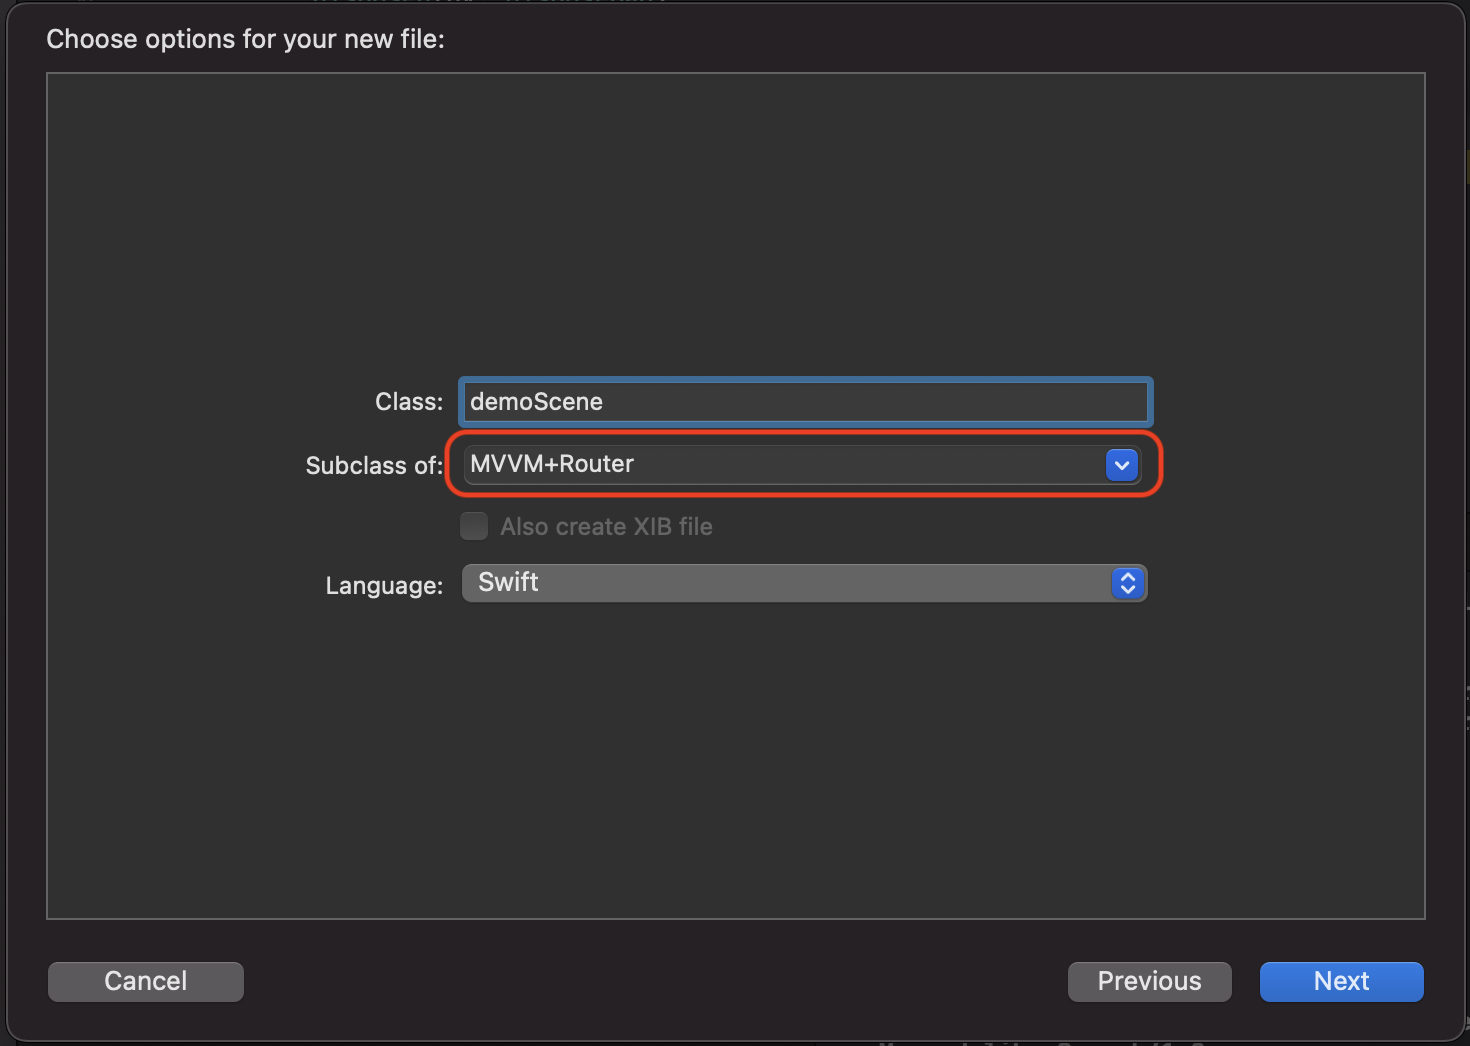 Choose options for your new file:
Class: demoScene
Subclass of: MVVM+Router
Also create XIB file
Language: Swift
Cancel Previous Next